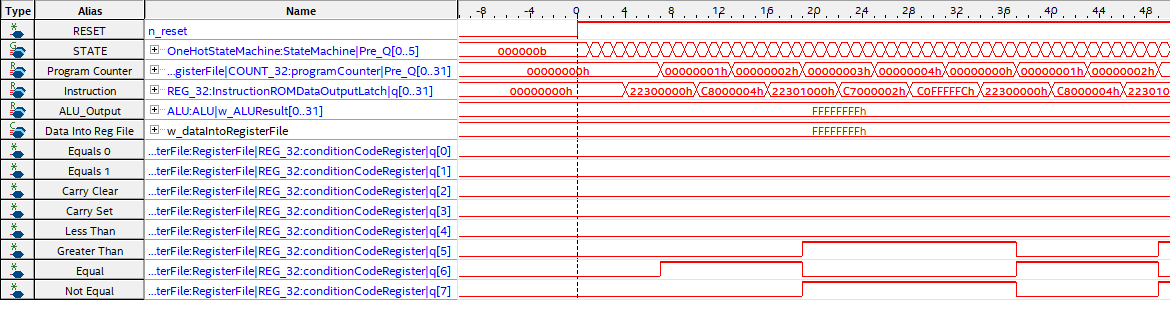 Type Alias Name -8 -4 0 4 8 12 16 20 24 28 32 36 40 44 48
RESET n_reset
STATE OneHotStateMachine:StateMachine|Pre_Q[0..5] 000000b
Program Counter ...gisterFile|COUNT_32:programCounter|Pre_Q[0..31] 00000000h 00000001h 00000002h 00000003h 00000004h 00000000h 00000001h 00000002h
Instruction REG_32:InstructionROMDataOutputLatch|q[0..31] 00000000h 22300000h C8000004h 22301000h C7000002h C0FFFFFCh 22300000h C8000004h 223010
ALU_Output ALU:ALU|w_ALUResult[0..31] FFFFFFFFh
Data Into Reg File w_dataIntoRegisterFile FFFFFFFFh
Equals 0 ...terFile:RegisterFile|REG_32:conditionCodeRegister|q[0]
Equals 1 ...terFile:RegisterFile|REG_32:conditionCodeRegister|q[1]
Carry Clear ...terFile:RegisterFile|REG_32:conditionCodeRegister|q[2]
Carry Set ...terFile:RegisterFile|REG_32:conditionCodeRegister|q[3]
Less Than ...terFile:RegisterFile|REG_32:conditionCodeRegister|q[4]
Greater Than ...terFile:RegisterFile|REG_32:conditionCodeRegister|q[5]
Equal ...terFile:RegisterFile|REG_32:conditionCodeRegister|q[6]
Not Equal ...terFile:RegisterFile|REG_32:conditionCodeRegister|q[7]